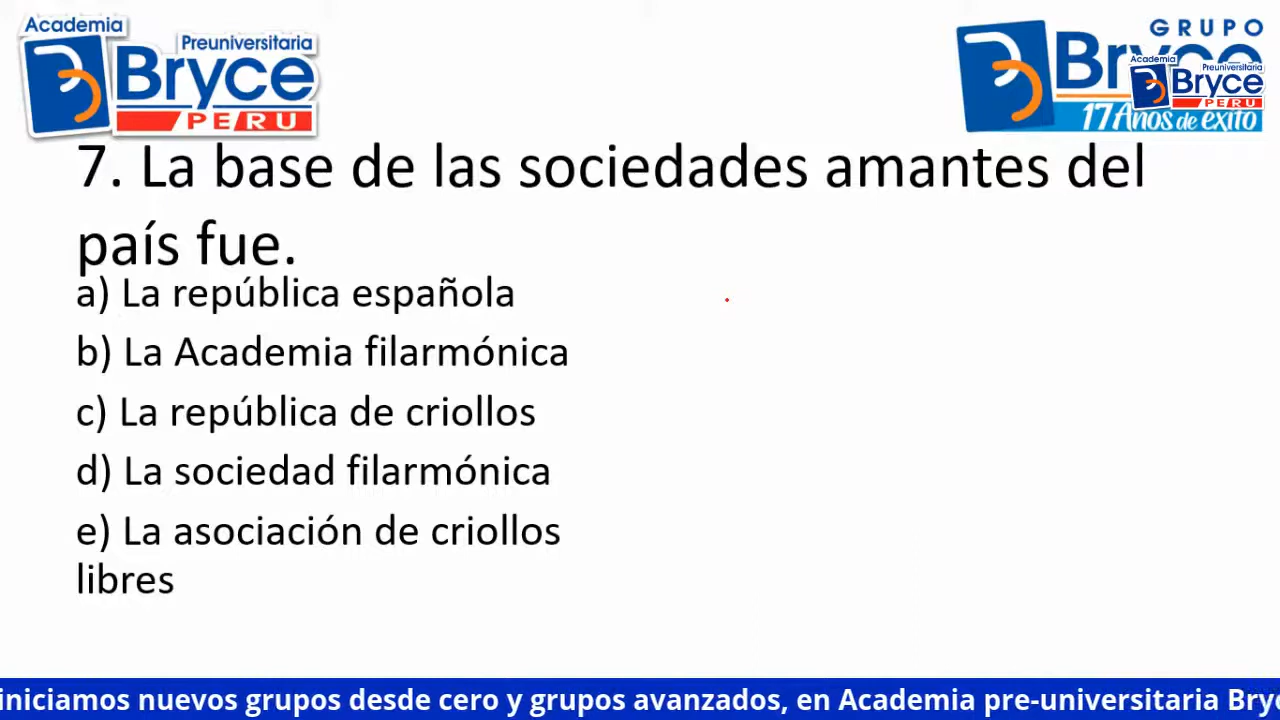 Academia
Preuniversitaria
Bryce
PERU
GRUPO
Bryce
17 Años de éxito
Academia
Preuniversitaria
Bryce
PERU
7. La base de las sociedades amantes del
país fue.
a) La república española
b) La Academia filarmónica
c) La república de criollos
d) La sociedad filarmónica
e) La asociación de criollos
libres
iniciamos nuevos grupos desde cero y grupos avanzados, en Academia pre-universitaria Bryc